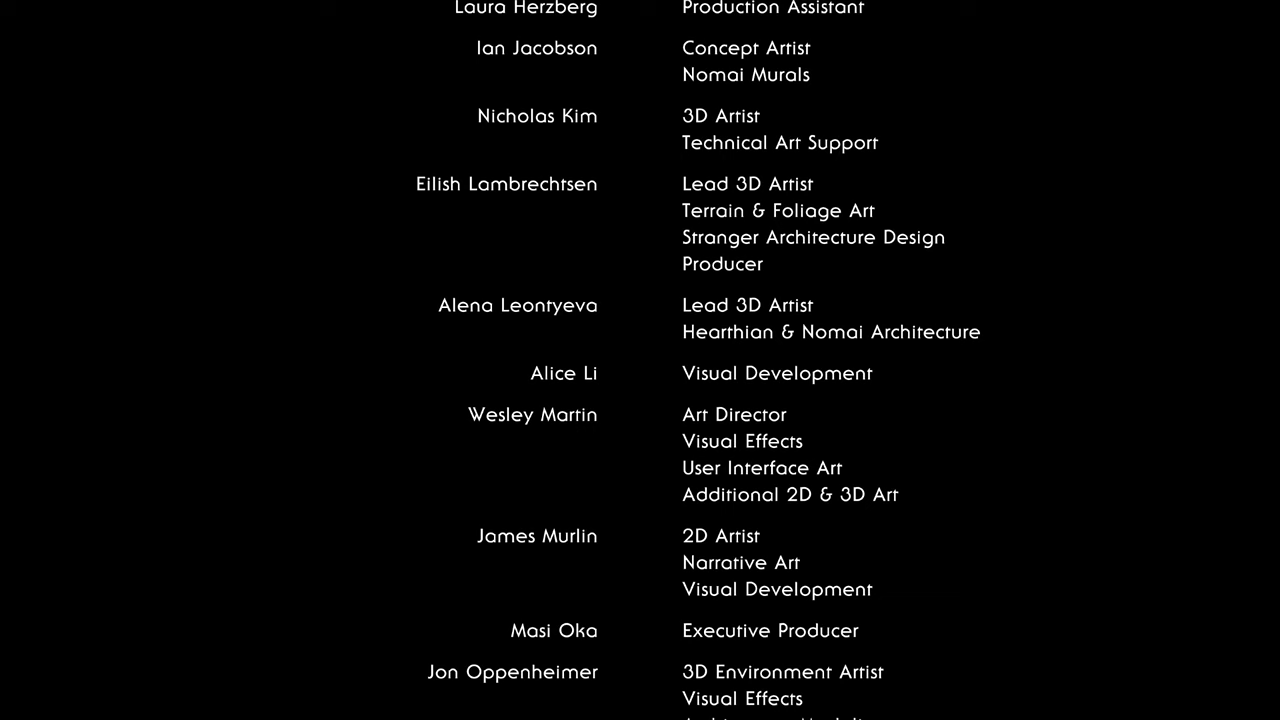 Laura Herzberg Production Assistant
Ian Jacobson Concept Artist
Nomai Murals
Nicholas Kim 3D Artist
Technical Art Support
Eilish Lambrechtsen Lead 3D Artist
Terrain & Foliage Art
Stranger Architecture Design
Producer
Alena Leontyeva Lead 3D Artist
Hearthian & Nomai Architecture
Alice Li Visual Development
Wesley Martin Art Director
Visual Effects
User Interface Art
Additional 2D & 3D Art
James Murlin 2D Artist
Narrative Art
Visual Development
Masi Oka Executive Producer
Jon Oppenheimer 3D Environment Artist
Visual Effects